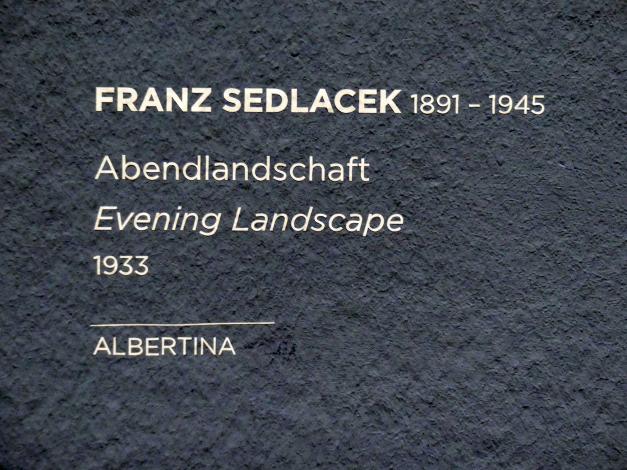 FRANZ SEDLACEK 1891 – 1945
Abendlandschaft
Evening Landscape
1933
ALBERTINA